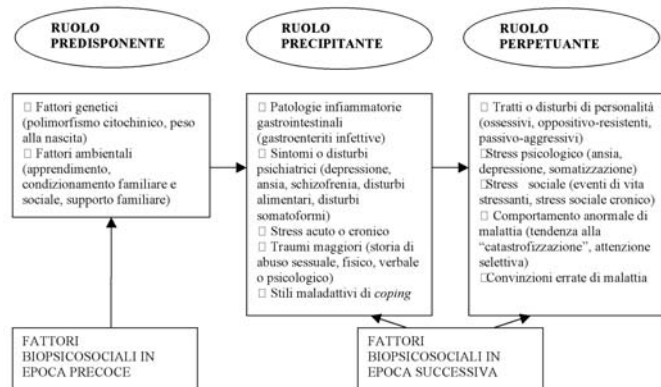 RUOLO
PREDISPONENTE
RUOLO
PRECIPITANTE
RUOLO
PERPETUANTE
□ Fattori genetici
(polimorfismo citochinico, peso
alla nascita)
□ Fattori ambientali
(apprendimento,
condizionamento familiare e
sociale, supporto familiare)
□ Patologie infiammatorie
gastrointestinali
(gastroenteriti infettive)
□ Sintomi o disturbi
psichiatrici (depressione,
ansia, schizofrenia, disturbi
alimentari, disturbi
somatoformi)
□ Stress acuto o cronico
□ Traumi maggiori (storia di
abuso sessuale, fisico, verbale
o psicologico)
□ Stili maladattivi di coping
□ Tratti o disturbi di personalità
(ossessivi, oppositivo-resistenti,
passivo-aggressivi)
□Stress psicologico (ansia,
depressione, somatizzazione)
□Stress sociale (eventi di vita
stressanti, stress sociale cronico)
□ Comportamento anormale di
malattia (tendenza alla
“catastrofizzazione”, attenzione
selettiva)
□Convinzioni errate di malattia
FATTORI
BIOPSICOSOCIALI IN
EPOCA PRECOCE
FATTORI
BIOPSICOSOCIALI IN
EPOCA SUCCESSIVA